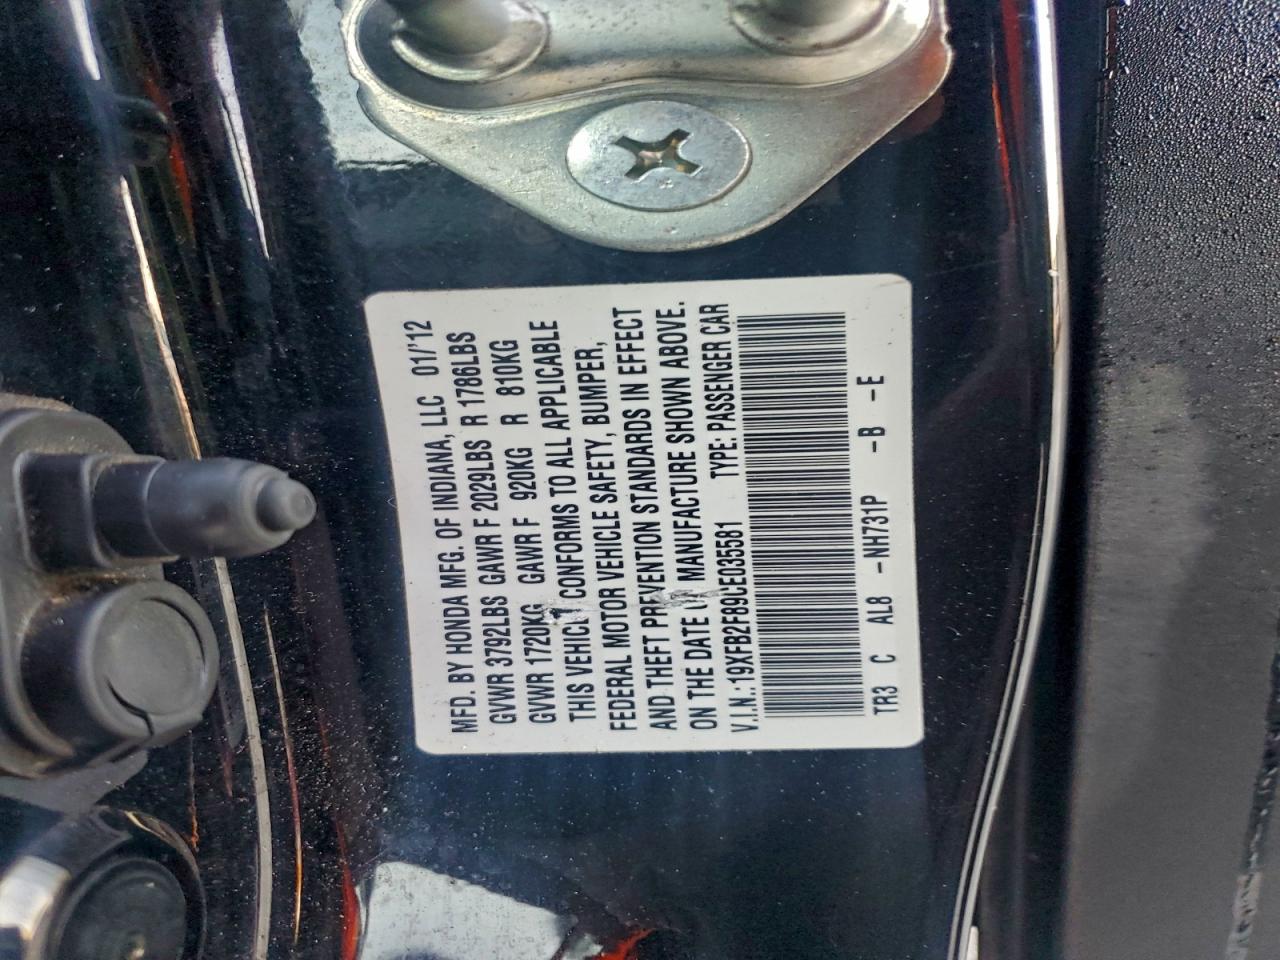 MFD. BY HONDA MFG. OF INDIANA, LLC 01/'12
GVWR 3792LBS GAWR F 2029LBS R 1786LBS
GVWR 1720KG GAWR F 920KG R 810KG
THIS VEHICL CONFORMS TO ALL APPLICABLE
FEDERAL MOTOR VEHICLE SAFETY, BUMPER,
AND THEFT PREVENTION STANDARDS IN EFFECT
ON THE DATE O MANUFACTURE SHOWN ABOVE.
V.I.N.: 19XFB2F89CE035581 TYPE: PASSENGER CAR
TR3 C AL8 -NH731P -B -E